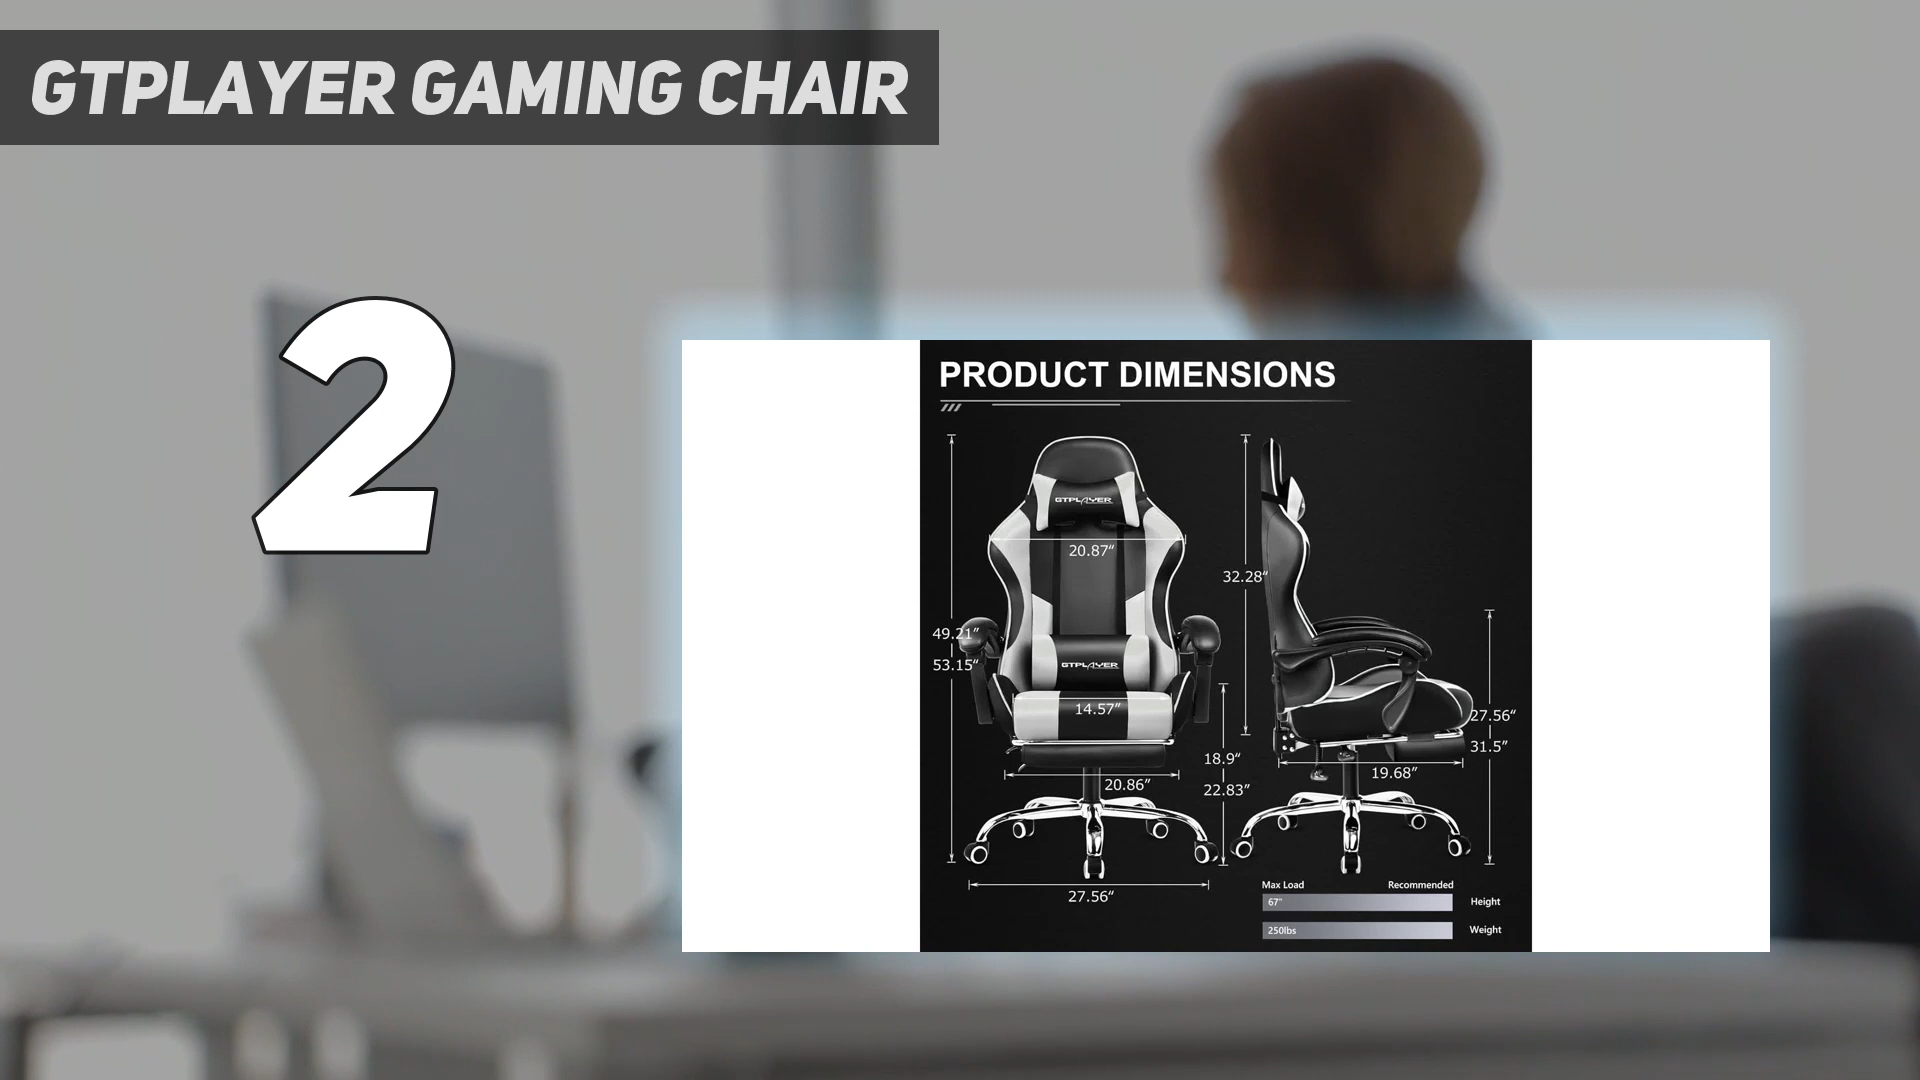 GTPLAYER GAMING CHAIR
2
PRODUCT DIMENSIONS
GTPLAYER
20.87“
32.28“
49.21”
53.15“
GTPLAYER
14.57“
27.56“
31.5”
18.9“
22.83”
19.68”
20.86”
27.56“
Max Load Recommended
67" Height
250lbs Weight